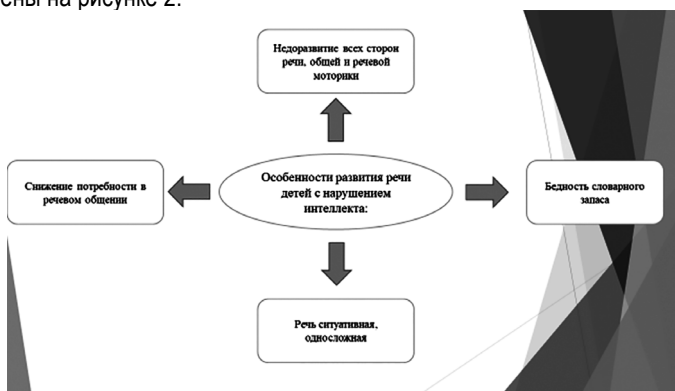 ены на рисунке 2.
Недоразвитие всех сторон
речи, общей и речевой
моторики
Снижение потребности в
речевом общении
Особенности развития речи
детей с нарушением
интеллекта:
Бедность словарного
запаса
Речь ситуативная,
односложная